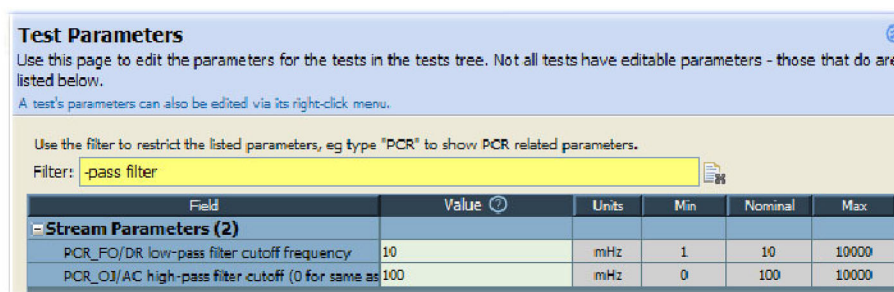 Test Parameters
Use this page to edit the parameters for the tests in the tests tree. Not all tests have editable parameters - those that do are
listed below.
A test's parameters can also be edited via its right-click menu.
Use the filter to restrict the listed parameters, eg type "PCR" to show PCR related parameters.
Filter: -pass filter
Field Value Units Min Nominal Max
Stream Parameters (2)
PCR_FO/DR low-pass filter cutoff frequency 10 mHz 1 10 10000
PCR_OJ/AC high-pass filter cutoff (0 for same as 100 mHz 0 100 10000